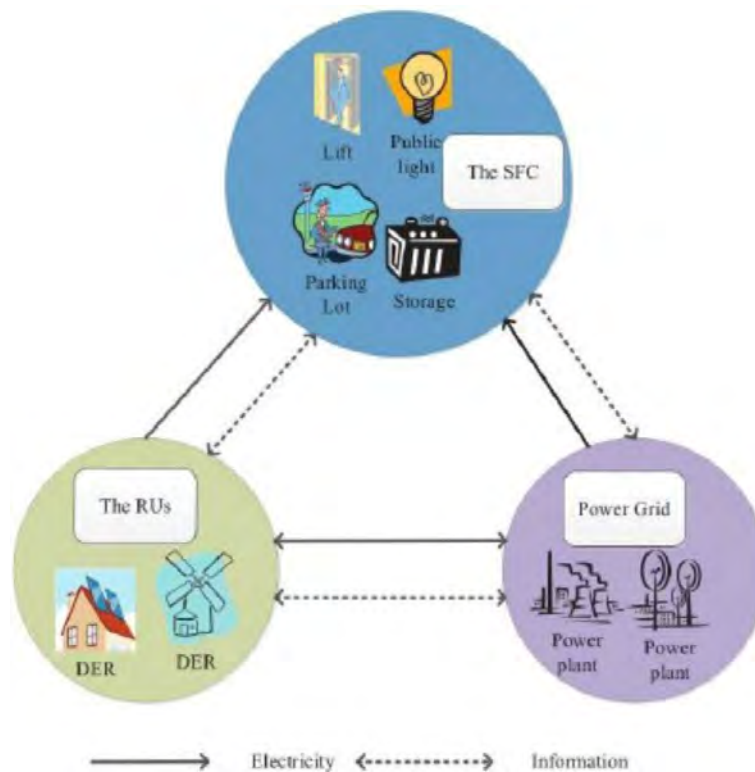 Lift
Public
light
The SFC
Parking
Lot
Storage
The RUs
Power Grid
DER
DER
Power
plant
Power
plant
Electricity
Information